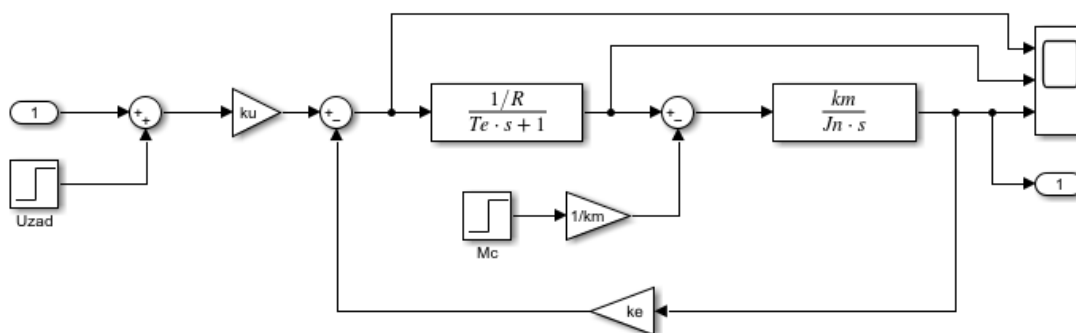 1
+
+
Uzad
ku
+
−
1/R
Te · s + 1
+
−
km
Jn · s
Mc
1/km
1
ke